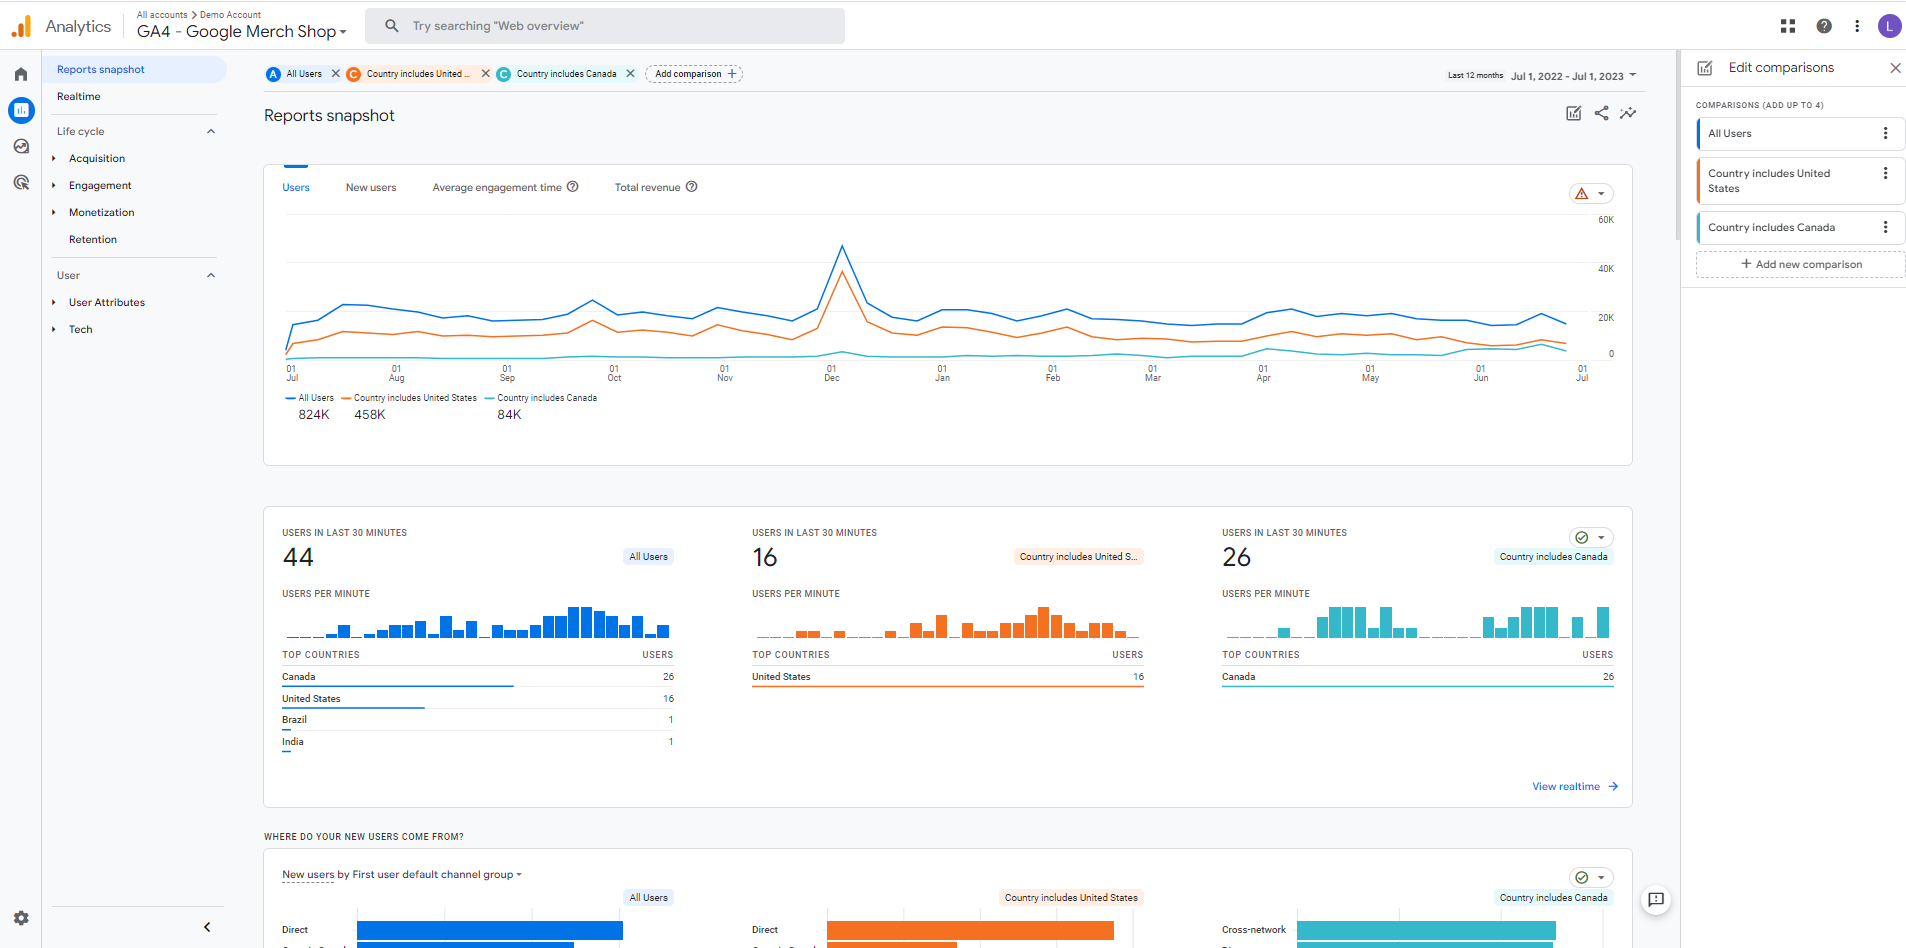 Analytics
All accounts > Demo Account
GA4 - Google Merch Shop
Try searching "Web overview"
L
Reports snapshot
Realtime
Life cycle
Acquisition
Engagement
Monetization
Retention
User
User Attributes
Tech
A All Users
C Country includes United ...
C Country includes Canada
Add comparison +
Last 12 months Jul 1, 2022 - Jul 1, 2023
Reports snapshot
Users
New users
Average engagement time
Total revenue
60K
40K
20K
0
01 Jul
01 Aug
01 Sep
01 Oct
01 Nov
01 Dec
01 Jan
01 Feb
01 Mar
01 Apr
01 May
01 Jun
01 Jul
All Users
824K
Country includes United States
458K
Country includes Canada
84K
USERS IN LAST 30 MINUTES
44
All Users
USERS PER MINUTE
TOP COUNTRIES USERS
Canada 26
United States 16
Brazil 1
India 1
USERS IN LAST 30 MINUTES
16
Country includes United S...
USERS PER MINUTE
TOP COUNTRIES USERS
United States 16
USERS IN LAST 30 MINUTES
26
Country includes Canada
USERS PER MINUTE
TOP COUNTRIES USERS
Canada 26
View realtime
WHERE DO YOUR NEW USERS COME FROM?
New users by First user default channel group
All Users
Direct
Country includes United States
Direct
Country includes Canada
Cross-network
Edit comparisons
COMPARISONS (ADD UP TO 4)
All Users
Country includes United
States
Country includes Canada
+ Add new comparison